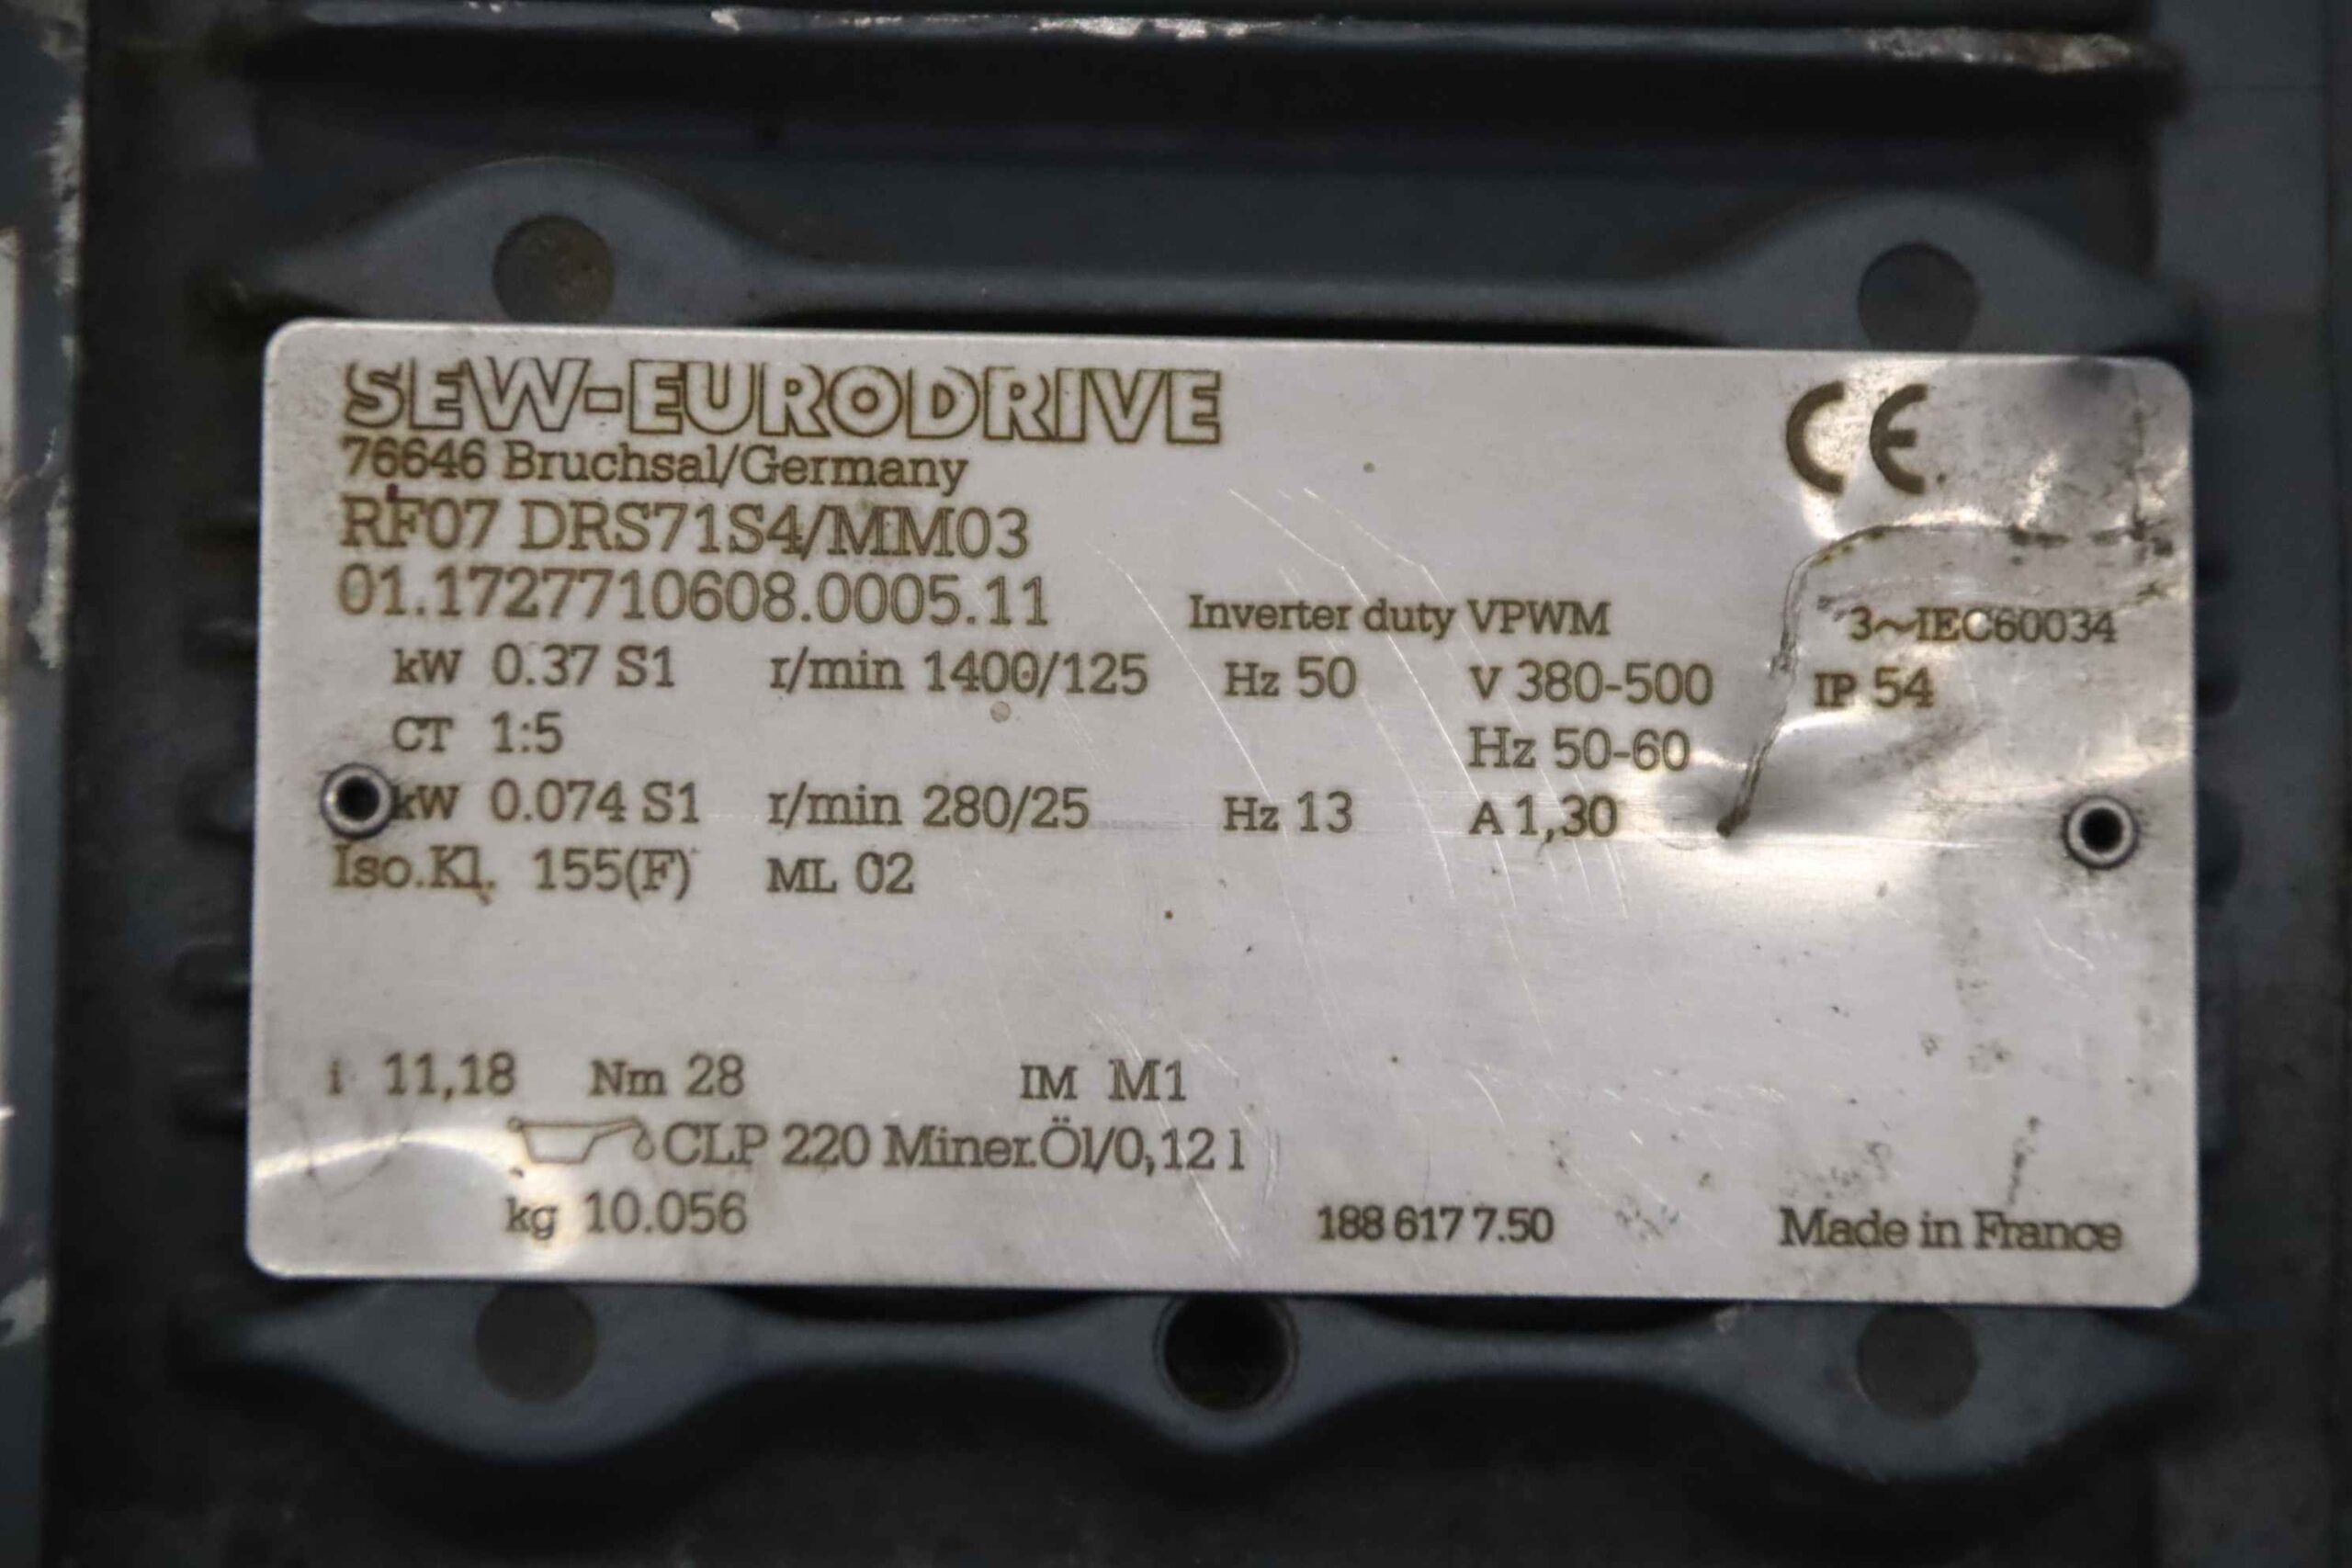 SEW-EURODRIVE
76646 Bruchsal/Germany
CE
RF07 DRS71S4/MM03
01.1727710608.0005.11 Inverter duty VPWM 3~IEC60034
kW 0.37 S1 r/min 1400/125 Hz 50 V 380-500 IP 54
CT 1:5 Hz 50-60
kW 0.074 S1 r/min 280/25 Hz 13 A 1,30
Iso.Kl. 155(F) ML 02
i 11,18 Nm 28 IM M1
CLP 220 Miner.Öl/0,12 l
kg 10.056 188 617 7.50 Made in France